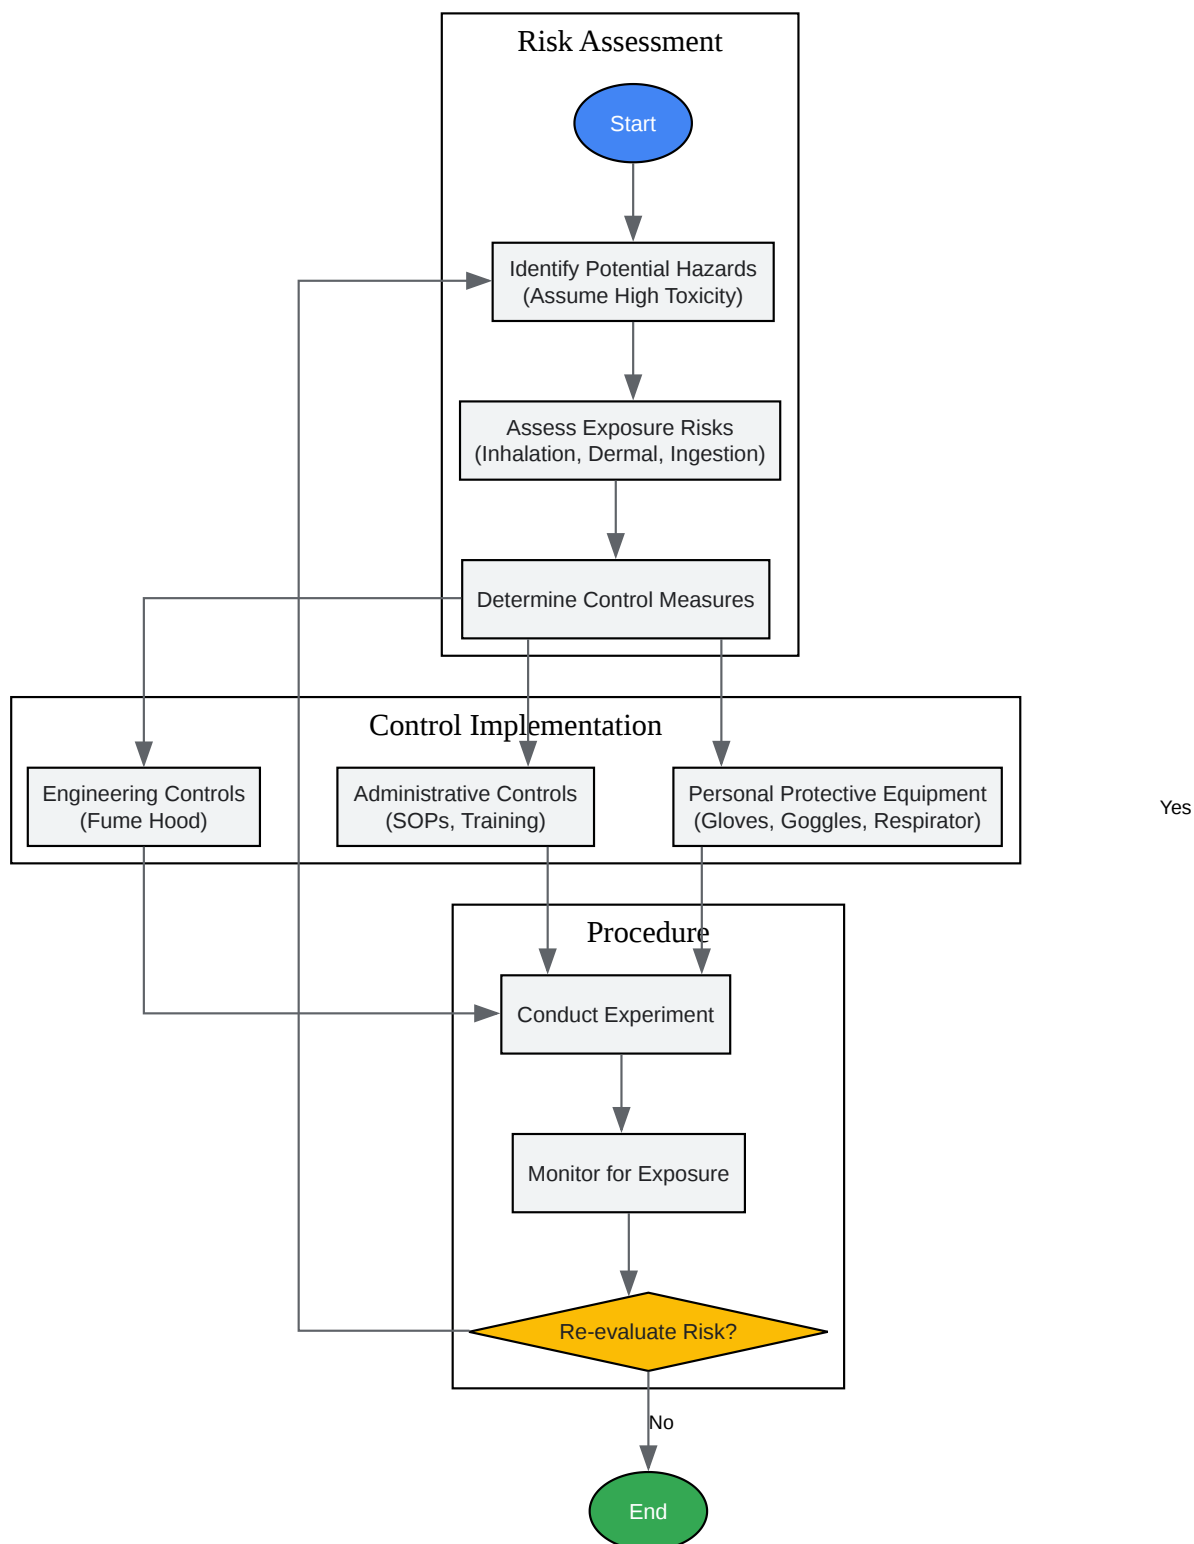 Risk Assessment
Start
Identify Potential Hazards
(Assume High Toxicity)
Assess Exposure Risks
(Inhalation, Dermal, Ingestion)
Determine Control Measures
Control Implementation
Engineering Controls
(Fume Hood)
Administrative Controls
(SOPs, Training)
Personal Protective Equipment
(Gloves, Goggles, Respirator)
Yes
Procedure
Conduct Experiment
Monitor for Exposure
Re-evaluate Risk?
No
End